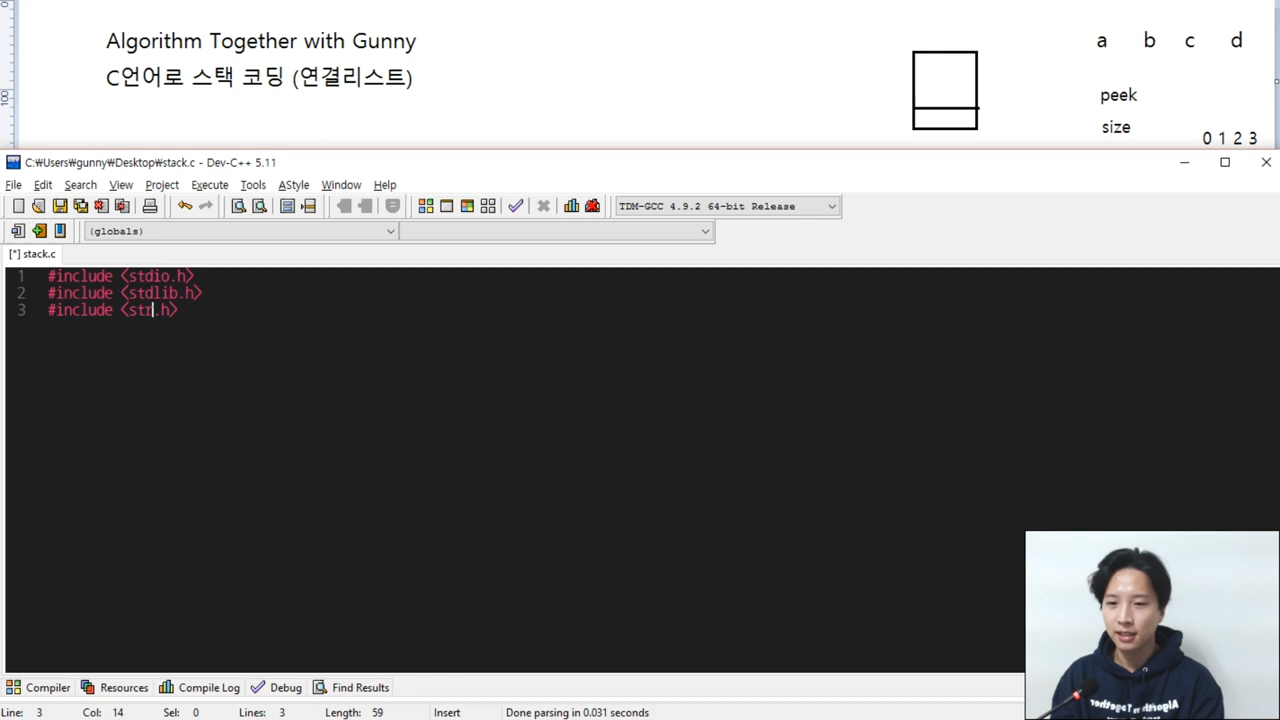 Algorithm Together with Gunny
C언어로 스택 코딩 (연결리스트)
a b c d
peek
size
0 1 2 3
100
C:₩Users₩gunny₩Desktop₩stack.c - Dev-C++ 5.11
File Edit Search View Project Execute Tools AStyle Window Help
TDM-GCC 4.9.2 64-bit Release
(globals)
[*] stack.c
1 #include <stdio.h>
2 #include <stdlib.h>
3 #include <str.h>
Compiler Resources Compile Log Debug Find Results
Line: 3 Col: 14 Sel: 0 Lines: 3 Length: 59 Insert Done parsing in 0.031 seconds